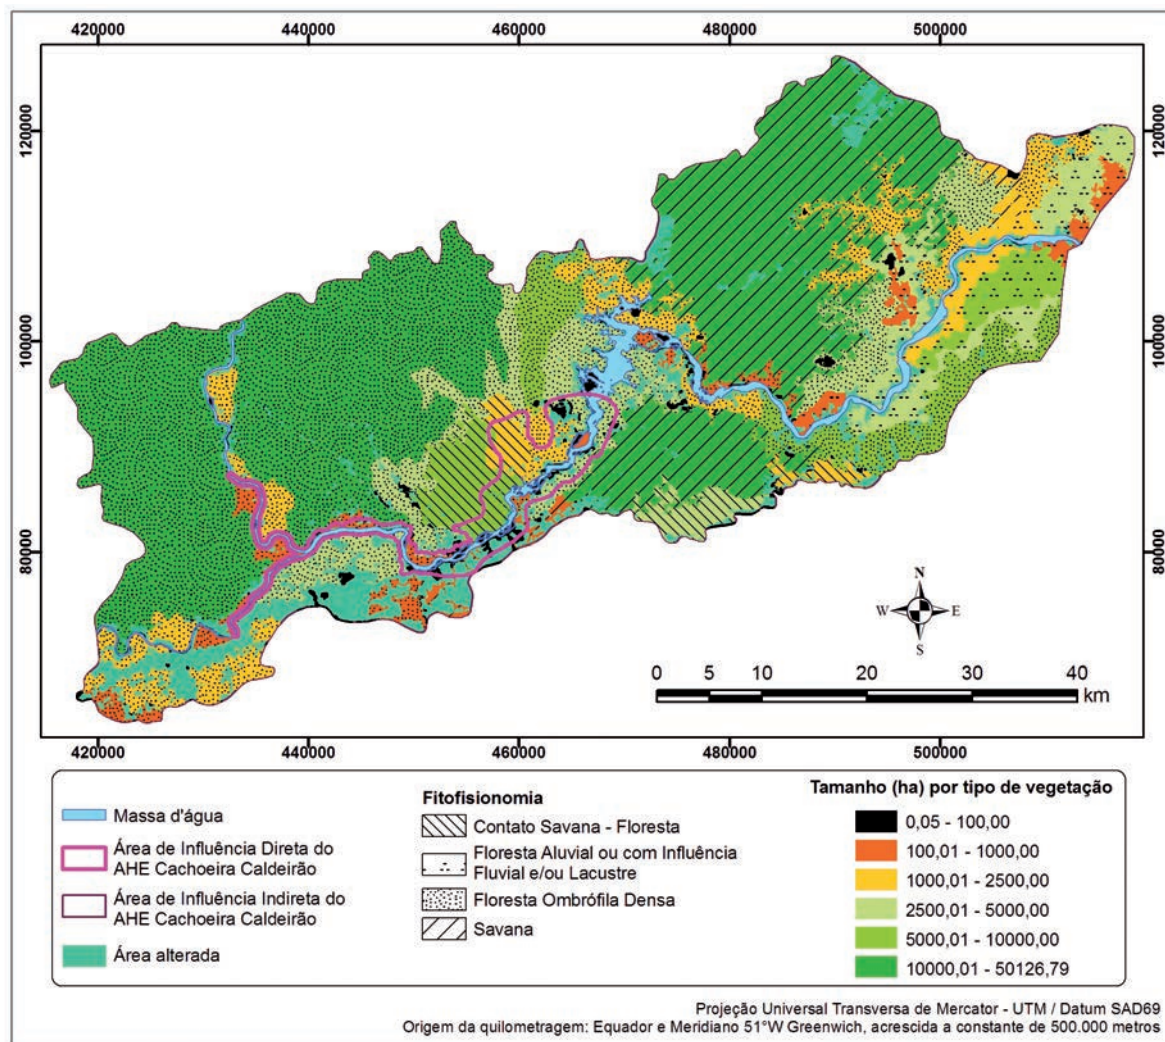 420000 440000 460000 480000 500000
120000 120000
100000 100000
80000 80000
N
W E
S
0 5 10 20 30 40
km
420000 440000 460000 480000 500000
Massa d'água
Área de Influência Direta do
AHE Cachoeira Caldeirão
Área de Influência Indireta do
AHE Cachoeira Caldeirão
Área alterada
Fitofisionomia
Contato Savana - Floresta
Floresta Aluvial ou com Influência
Fluvial e/ou Lacustre
Floresta Ombrófila Densa
Savana
Tamanho (ha) por tipo de vegetação
0,05 - 100,00
100,01 - 1000,00
1000,01 - 2500,00
2500,01 - 5000,00
5000,01 - 10000,00
10000,01 - 50126,79
Projeção Universal Transversa de Mercator - UTM / Datum SAD69
Origem da quilometragem: Equador e Meridiano 51°W Greenwich, acrescida a constante de 500.000 metros